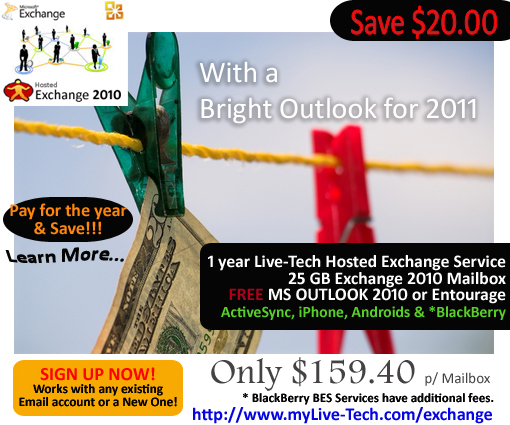 Microsoft®
Exchange
Hosted
Exchange 2010
Save $20.00
With a
Bright Outlook for 2011
Pay for the year
& Save!!!
Learn More...
1 year Live-Tech Hosted Exchange Service
25 GB Exchange 2010 Mailbox
FREE MS OUTLOOK 2010 or Entourage
ActiveSync, iPhone, Androids & *BlackBerry
SIGN UP NOW!
Works with any existing
Email account or a New One!
Only $159.40 p/ Mailbox
* BlackBerry BES Services have additional fees.
http://www.myLive-Tech.com/exchange